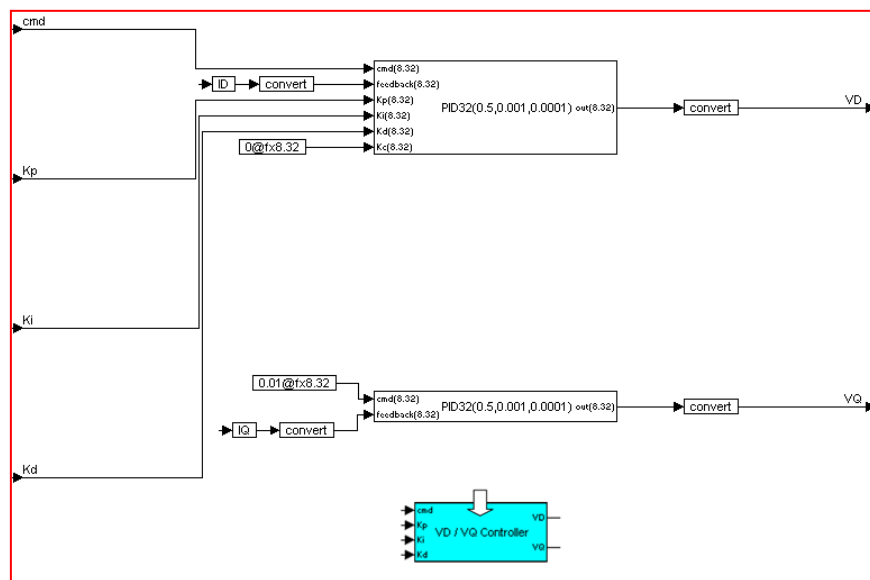 cmd
cmd(8.32)
ID
convert
feedback(8.32)
Kp(8.32)
PID32(0.5,0.001,0.0001)
out(8.32)
convert
VD
Ki(8.32)
Kd(8.32)
0@fx8.32
Kc(8.32)
Kp
Ki
0.01@fx8.32
cmd(8.32)
PID32(0.5,0.001,0.0001)
out(8.32)
convert
VQ
feedback(8.32)
IQ
convert
Kd
cmd
VD
Kp
VD / VQ Controller
Ki
VQ
Kd